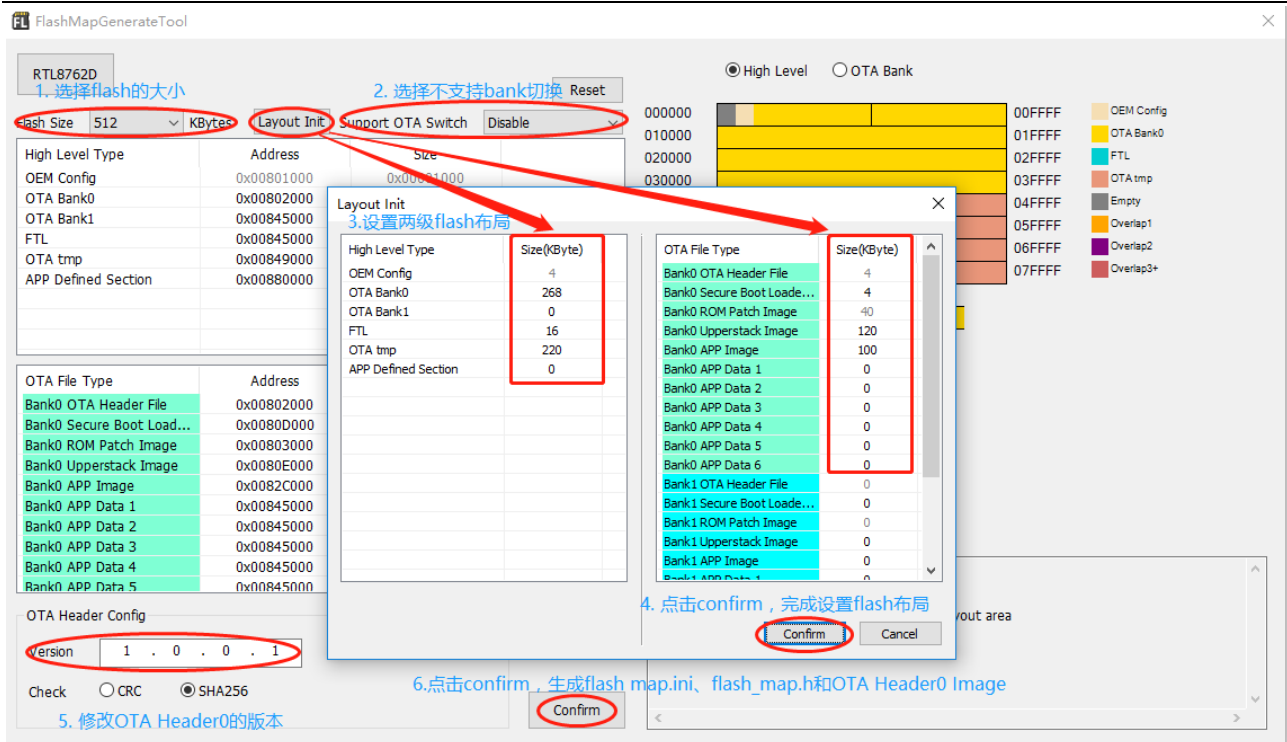 FL FlashMapGenerateTool
RTL8762D
1. 选择flash的大小
2. 选择不支持bank切换
Reset
Flash Size 512 KBytes Layout Init Support OTA Switch Disable
High Level Type Address Size
OEM Config 0x00801000 0x00001000
OTA Bank0 0x00802000
OTA Bank1 0x00845000
FTL 0x00845000
OTA tmp 0x00849000
APP Defined Section 0x00880000
OTA File Type Address
Bank0 OTA Header File 0x00802000
Bank0 Secure Boot Load... 0x0080D000
Bank0 ROM Patch Image 0x00803000
Bank0 Upperstack Image 0x0080E000
Bank0 APP Image 0x0082C000
Bank0 APP Data 1 0x00845000
Bank0 APP Data 2 0x00845000
Bank0 APP Data 3 0x00845000
Bank0 APP Data 4 0x00845000
Bank0 APP Data 5 0x00845000
OTA Header Config
Version 1 . 0 . 0 . 1
Check CRC SHA256
5. 修改OTA Header0的版本
Layout Init
3.设置两级flash布局
High Level Type Size(KByte)
OEM Config 4
OTA Bank0 268
OTA Bank1 0
FTL 16
OTA tmp 220
APP Defined Section 0
OTA File Type Size(KByte)
Bank0 OTA Header File 4
Bank0 Secure Boot Loade... 4
Bank0 ROM Patch Image 40
Bank0 Upperstack Image 120
Bank0 APP Image 100
Bank0 APP Data 1 0
Bank0 APP Data 2 0
Bank0 APP Data 3 0
Bank0 APP Data 4 0
Bank0 APP Data 5 0
Bank0 APP Data 6 0
Bank1 OTA Header File 0
Bank1 Secure Boot Loade... 0
Bank1 ROM Patch Image 0
Bank1 Upperstack Image 0
Bank1 APP Image 0
Bank1 APP Data 1 0
4. 点击confirm，完成设置flash布局
Confirm Cancel
6.点击confirm，生成flash map.ini、flash_map.h和OTA Header0 Image
Confirm
High Level OTA Bank
000000 00FFFF
010000 01FFFF
020000 02FFFF
030000 03FFFF
04FFFF
05FFFF
06FFFF
07FFFF
OEM Config
OTA Bank0
FTL
OTA tmp
Empty
Overlap1
Overlap2
Overlap3+
yout area